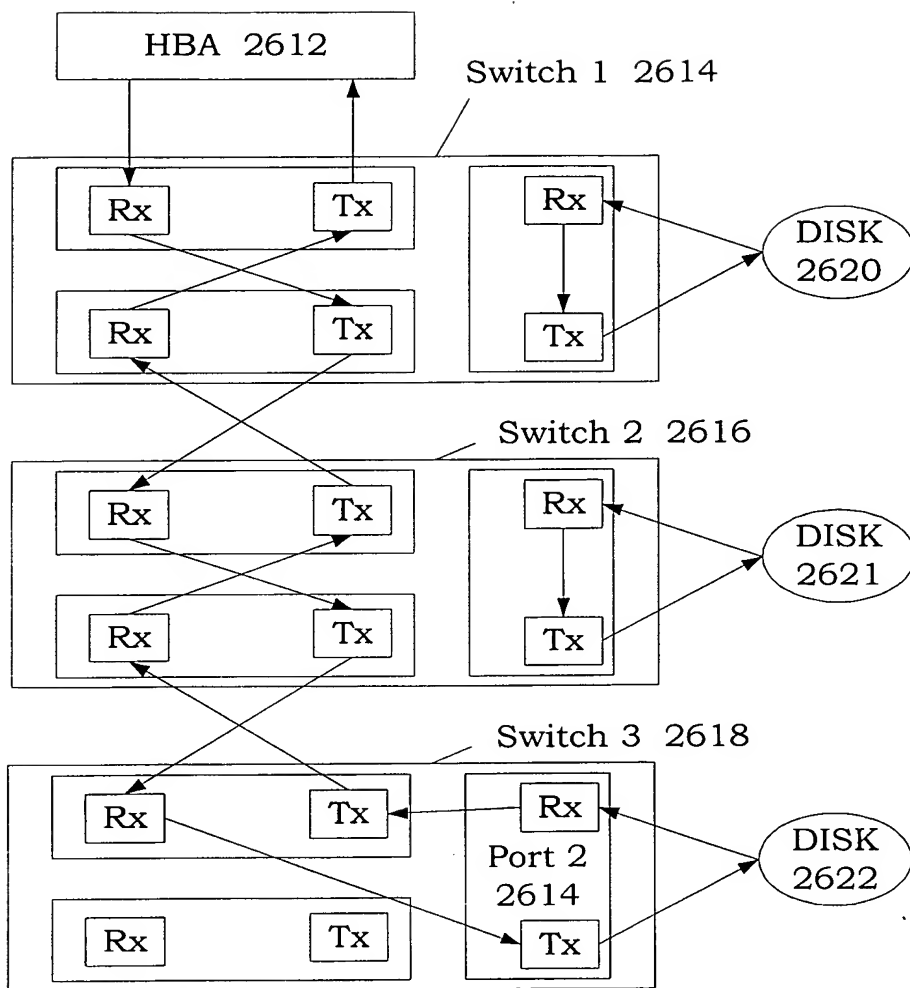 HBA 2612
Switch 1 2614
Rx
Tx
Rx
DISK
2620
Rx
Tx
Tx
Switch 2 2616
Rx
Tx
Rx
DISK
2621
Rx
Tx
Tx
Switch 3 2618
Rx
Tx
Rx
Port 2
2614
DISK
2622
Rx
Tx
Tx